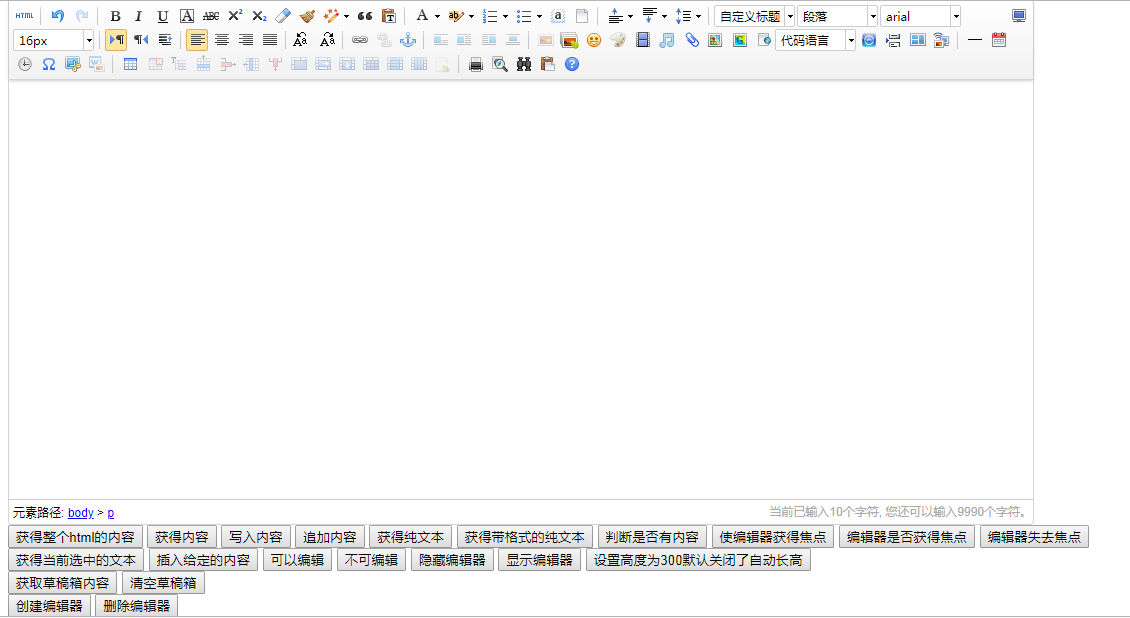 HTML B I U A ABC X² X₂ A ab a 自定义标题 段落 arial
16px 代码语言
元素路径: body > p 当前已输入10个字符, 您还可以输入9990个字符。
获得整个html的内容 获得内容 写入内容 追加内容 获得纯文本 获得带格式的纯文本 判断是否有内容 使编辑器获得焦点 编辑器是否获得焦点 编辑器失去焦点
获得当前选中的文本 插入给定的内容 可以编辑 不可编辑 隐藏编辑器 显示编辑器 设置高度为300默认关闭了自动长高
获取草稿箱内容 清空草稿箱
创建编辑器 删除编辑器